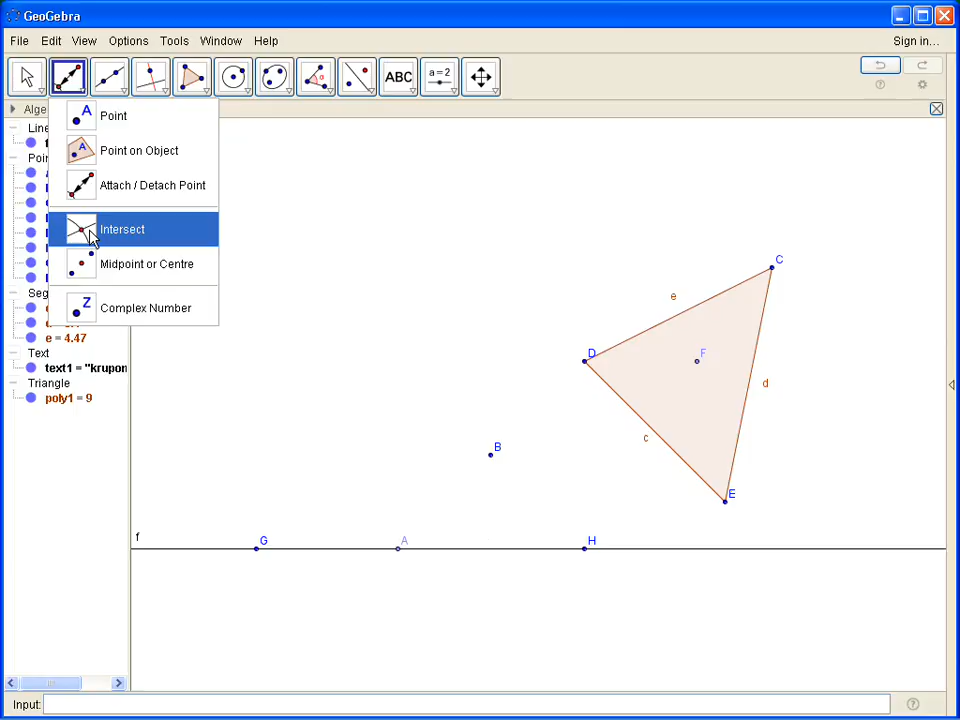 GeoGebra
File Edit View Options Tools Window Help Sign in...
ABC a=2
Alge
Line
Poin
Seg
e = 4.47
Text
text1 = "krupon
Triangle
poly1 = 9
A Point
A Point on Object
Attach / Detach Point
Intersect
Midpoint or Centre
Z Complex Number
C
e
D
F
d
c
B
E
f
G
A
H
Input: